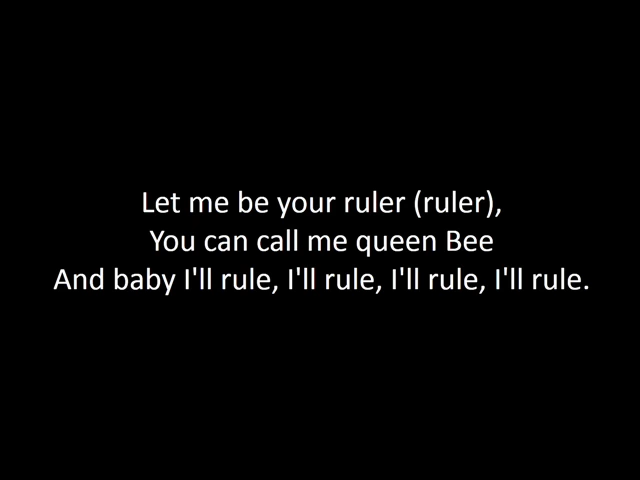 Let me be your ruler (ruler),
You can call me queen Bee
And baby I'll rule, I'll rule, I'll rule, I'll rule.